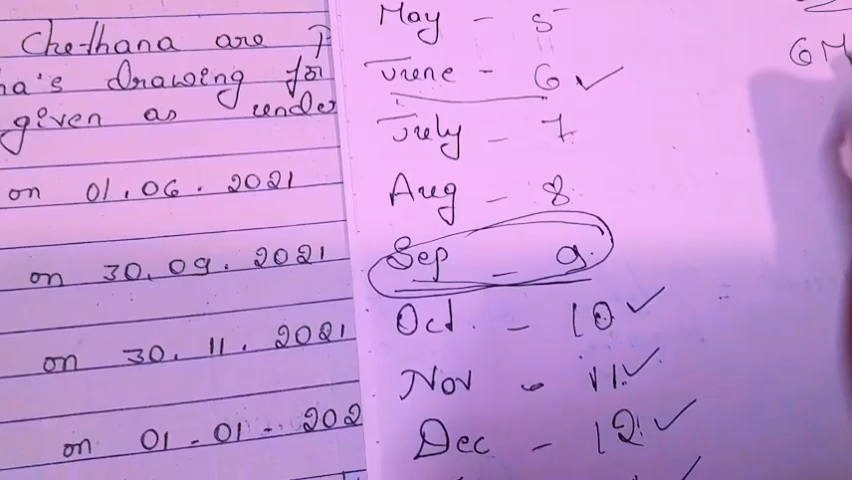 Chethana are P
na's drawing for
given as under
on 01.06.2021
on 30.09.2021
on 30.11.2021
on 01-01-202
May - 5
June - 6 ✓
July - 7
Aug - 8
Sep - 9
Oct. - 10 ✓
Nov - 11 ✓
Dec - 12 ✓
6 M